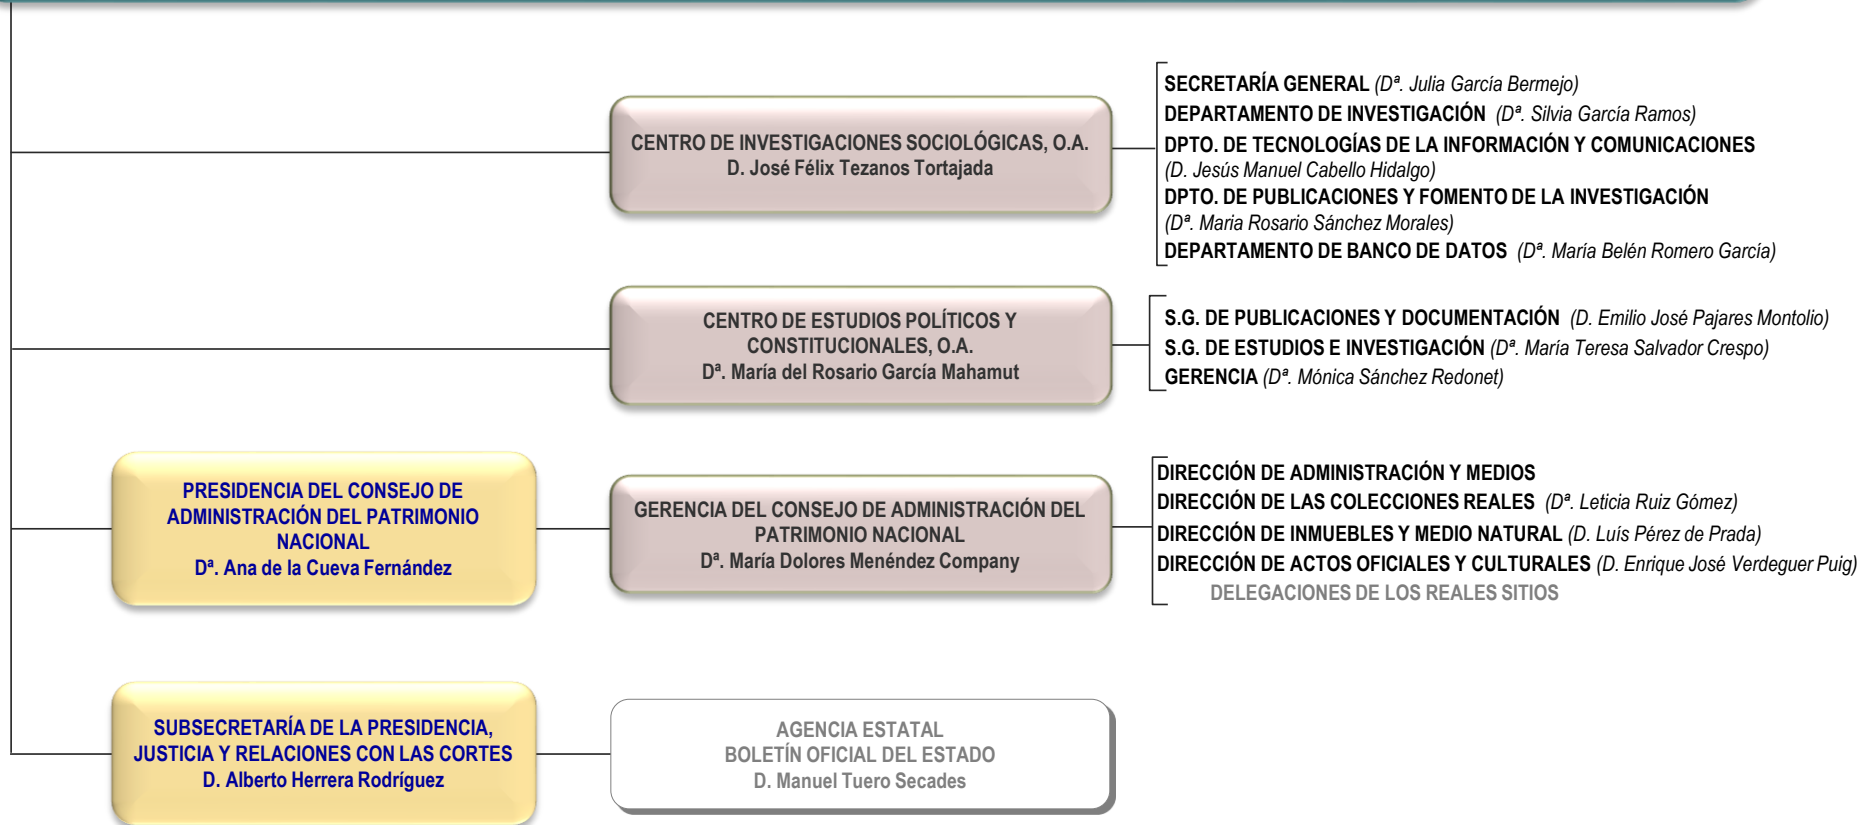 CENTRO DE INVESTIGACIONES SOCIOLÓGICAS, O.A.
D. José Félix Tezanos Tortajada
SECRETARÍA GENERAL (Dª. Julia García Bermejo)
DEPARTAMENTO DE INVESTIGACIÓN (Dª. Silvia García Ramos)
DPTO. DE TECNOLOGÍAS DE LA INFORMACIÓN Y COMUNICACIONES
(D. Jesús Manuel Cabello Hidalgo)
DPTO. DE PUBLICACIONES Y FOMENTO DE LA INVESTIGACIÓN
(Dª. Maria Rosario Sánchez Morales)
DEPARTAMENTO DE BANCO DE DATOS (Dª. María Belén Romero García)
CENTRO DE ESTUDIOS POLÍTICOS Y
CONSTITUCIONALES, O.A.
Dª. María del Rosario García Mahamut
S.G. DE PUBLICACIONES Y DOCUMENTACIÓN (D. Emilio José Pajares Montolio)
S.G. DE ESTUDIOS E INVESTIGACIÓN (Dª. María Teresa Salvador Crespo)
GERENCIA (Dª. Mónica Sánchez Redonet)
PRESIDENCIA DEL CONSEJO DE
ADMINISTRACIÓN DEL PATRIMONIO
NACIONAL
Dª. Ana de la Cueva Fernández
GERENCIA DEL CONSEJO DE ADMINISTRACIÓN DEL
PATRIMONIO NACIONAL
Dª. María Dolores Menéndez Company
DIRECCIÓN DE ADMINISTRACIÓN Y MEDIOS
DIRECCIÓN DE LAS COLECCIONES REALES (Dª. Leticia Ruiz Gómez)
DIRECCIÓN DE INMUEBLES Y MEDIO NATURAL (D. Luís Pérez de Prada)
DIRECCIÓN DE ACTOS OFICIALES Y CULTURALES (D. Enrique José Verdeguer Puig)
DELEGACIONES DE LOS REALES SITIOS
SUBSECRETARÍA DE LA PRESIDENCIA,
JUSTICIA Y RELACIONES CON LAS CORTES
D. Alberto Herrera Rodríguez
AGENCIA ESTATAL
BOLETÍN OFICIAL DEL ESTADO
D. Manuel Tuero Secades